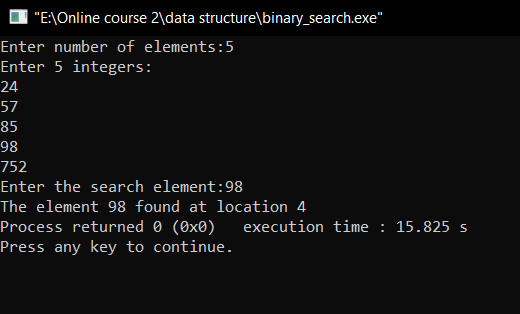 "E:\Online course 2\data structure\binary_search.exe"
Enter number of elements:5
Enter 5 integers:
24
57
85
98
752
Enter the search element:98
The element 98 found at location 4
Process returned 0 (0x0)   execution time : 15.825 s
Press any key to continue.